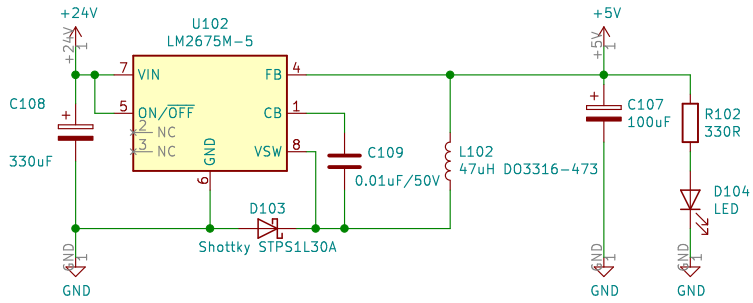 +24V
+24V
1
C108
330uF
U102
LM2675M-5
7
VIN
5
ON/OFF
2
NC
3
NC
GND
6
FB
4
CB
1
VSW
8
C109
0.01uF/50V
D103
Shottky STPS1L30A
L102
47uH DO3316-473
+5V
+5V
1
C107
100uF
R102
330R
D104
LED
GND
1
GND
GND
1
GND
GND
1
GND